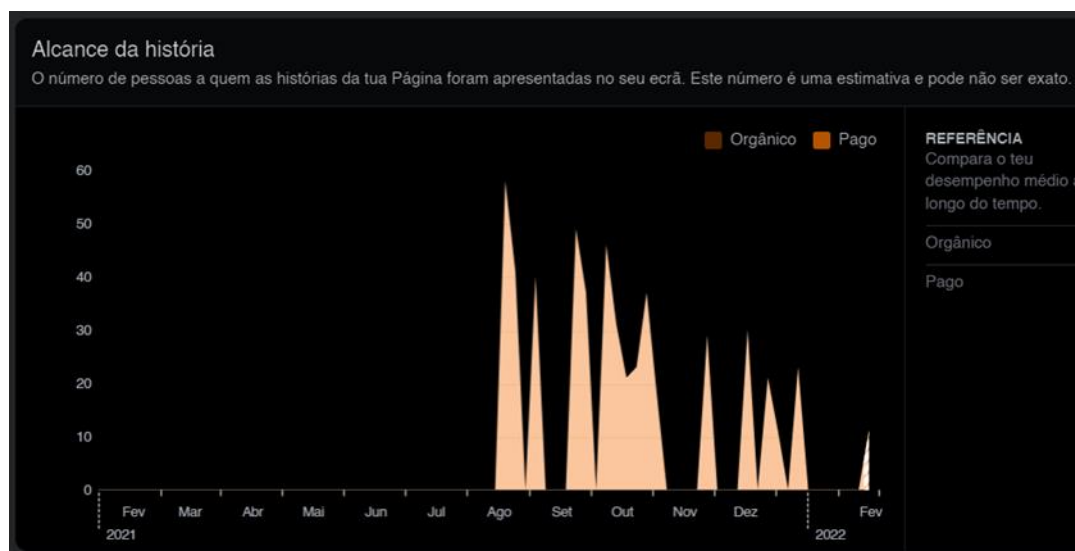 Alcance da história
O número de pessoas a quem as histórias da tua Página foram apresentadas no seu ecrã. Este número é uma estimativa e pode não ser exato.
Orgânico Pago
REFERÊNCIA
Compara o teu
desempenho médio a
longo do tempo.
Orgânico
Pago
60
50
40
30
20
10
0
Fev Mar Abr Mai Jun Jul Ago Set Out Nov Dez Fev
2021 2022